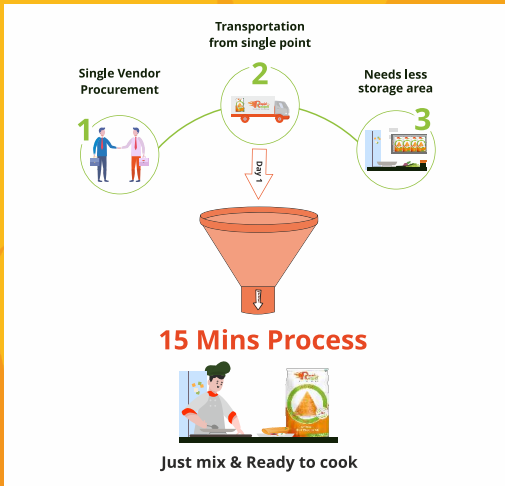 Transportation
from single point
Single Vendor
Procurement
Needs less
storage area
1
2
3
Day 1
15 Mins Process
Just mix & Ready to cook